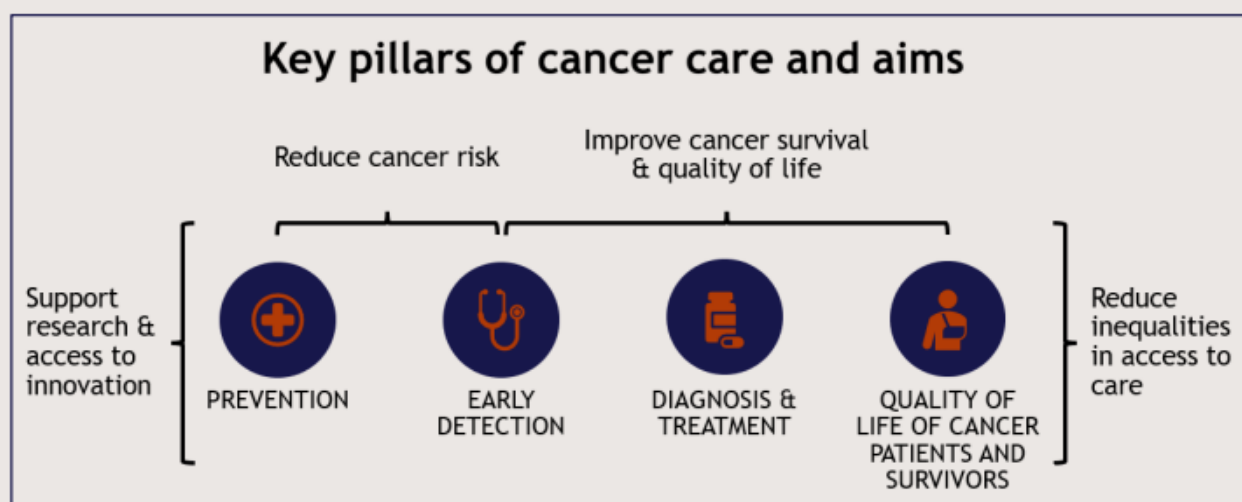 Key pillars of cancer care and aims
Reduce cancer risk
Improve cancer survival
& quality of life
Support
research &
access to
innovation
PREVENTION
EARLY
DETECTION
DIAGNOSIS &
TREATMENT
QUALITY OF
LIFE OF CANCER
PATIENTS AND
SURVIVORS
Reduce
inequalities
in access to
care